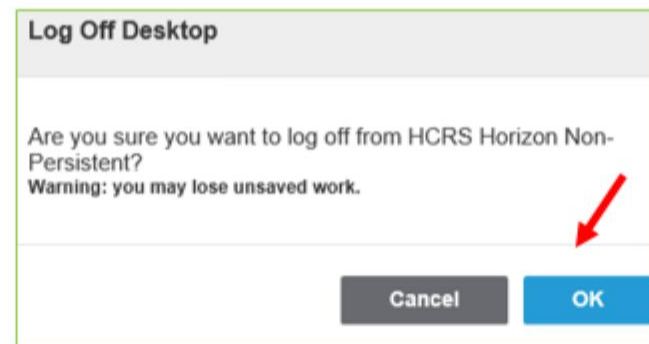 Log Off Desktop
Are you sure you want to log off from HCRS Horizon Non-
Persistent?
Warning: you may lose unsaved work.
Cancel
OK